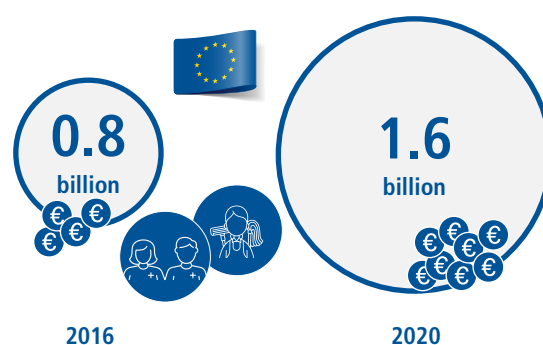 0.8
billion
€ € € €
1.6
billion
€ € € € € € € €
2016
2020